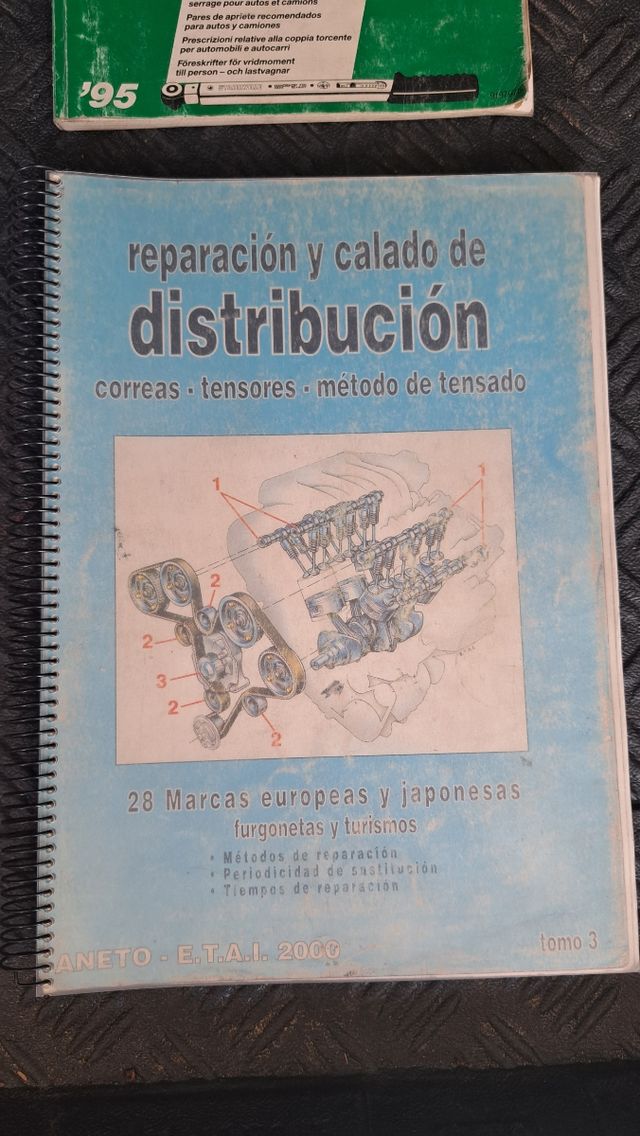 serrage pour autos et camions
Pares de apriete recomendados
para autos y camiones
Prescrizioni relative alla coppia torcente
per automobili e autocarri
Föreskrifter för vridmoment
till person – och lastvagnar
'95
reparación y calado de
distribución
correas - tensores - método de tensado
1
1
2
2
3
2
2
28 Marcas europeas y japonesas
furgonetas y turismos
• Métodos de reparación
• Periodicidad de sustitución
• Tiempos de reparación
ANETO - E.T.A.I. 2000
tomo 3